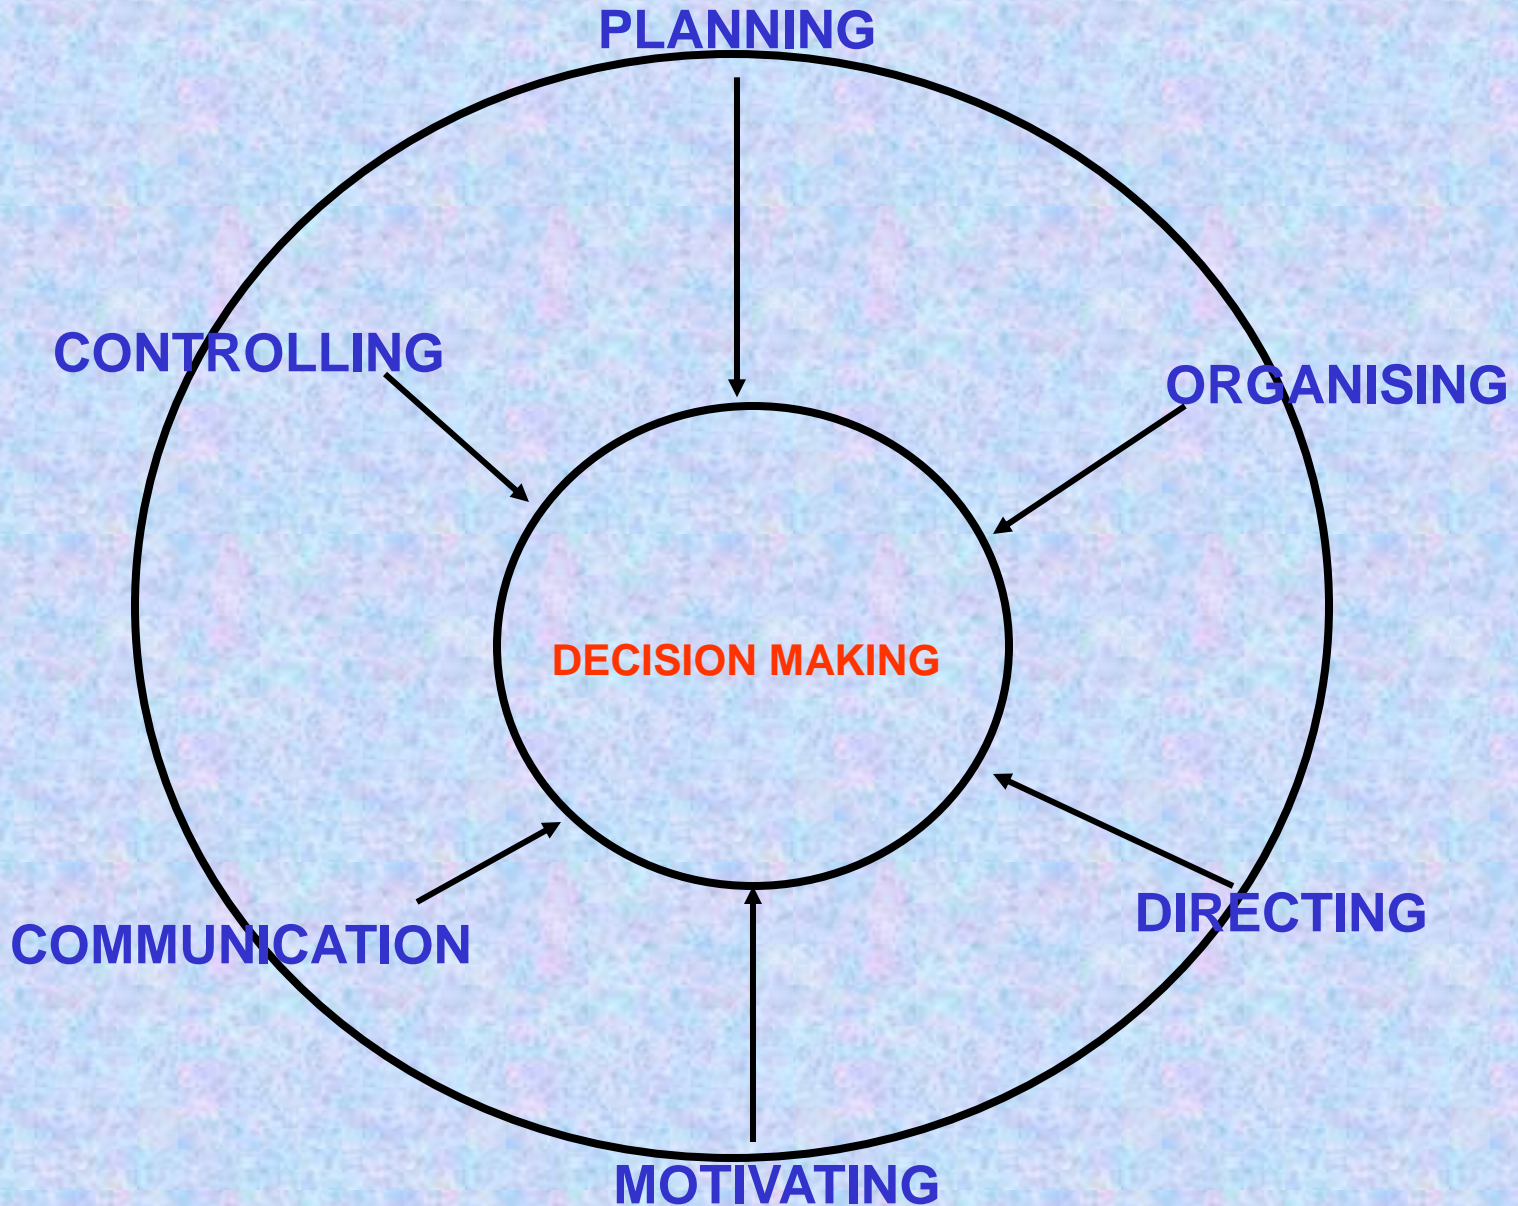 PLANNING
CONTROLLING
ORGANISING
DECISION MAKING
DIRECTING
COMMUNICATION
MOTIVATING